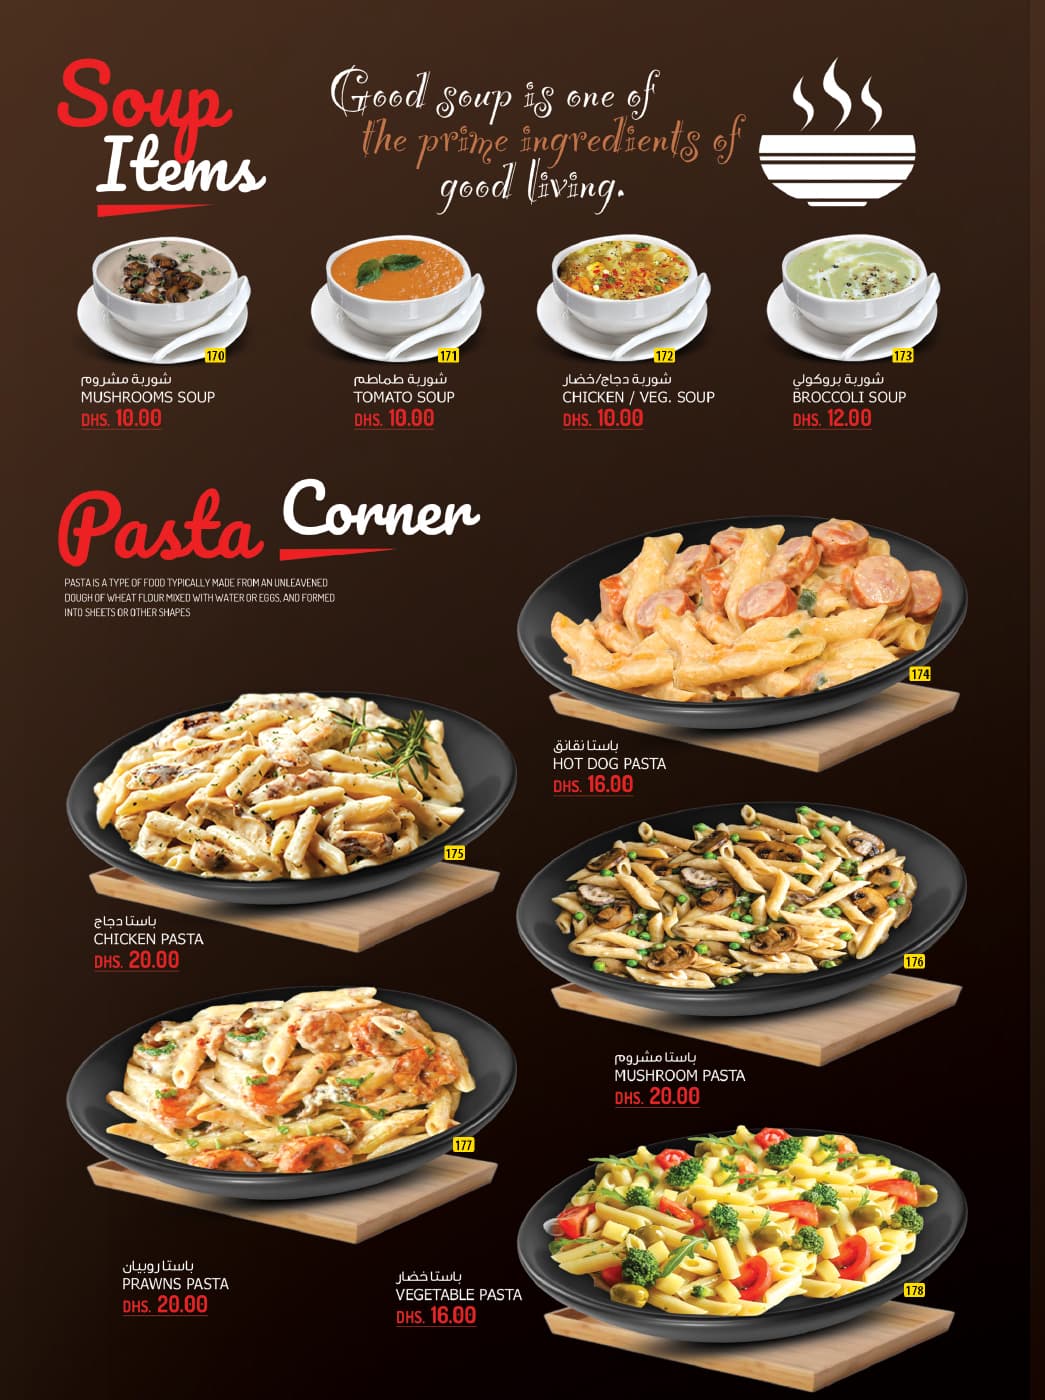 Soup
Items
Good soup is one of
the prime ingredients of
good living.
170
شوربة مشروم
MUSHROOMS SOUP
DHS. 10.00
171
شوربة طماطم
TOMATO SOUP
DHS. 10.00
172
شوربة دجاج/خضار
CHICKEN / VEG. SOUP
DHS. 10.00
173
شوربة بروكولي
BROCCOLI SOUP
DHS. 12.00
Pasta Corner
PASTA IS A TYPE OF FOOD TYPICALLY MADE FROM AN UNLEAVENED
DOUGH OF WHEAT FLOUR MIXED WITH WATER OR EGGS, AND FORMED
INTO SHEETS OR OTHER SHAPES
174
باستا نقانق
HOT DOG PASTA
DHS. 16.00
175
باستا دجاج
CHICKEN PASTA
DHS. 20.00
176
باستا مشروم
MUSHROOM PASTA
DHS. 20.00
177
باستا روبيان
PRAWNS PASTA
DHS. 20.00
178
باستا خضار
VEGETABLE PASTA
DHS. 16.00